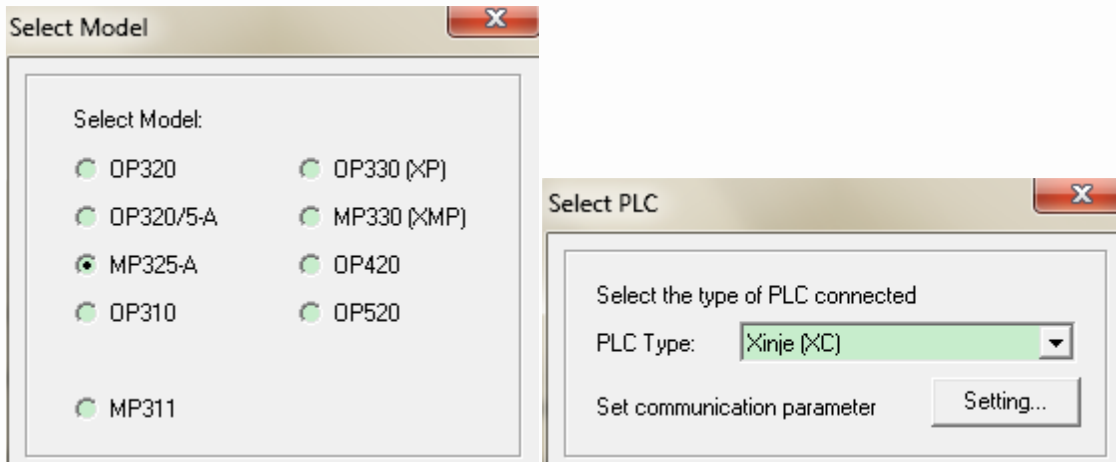 Select Model
Select Model:
OP320
OP330 (XP)
OP320/5-A
MP330 (XMP)
MP325-A
OP420
OP310
OP520
MP311
Select PLC
Select the type of PLC connected
PLC Type: Xinje (XC)
Set communication parameter Setting...